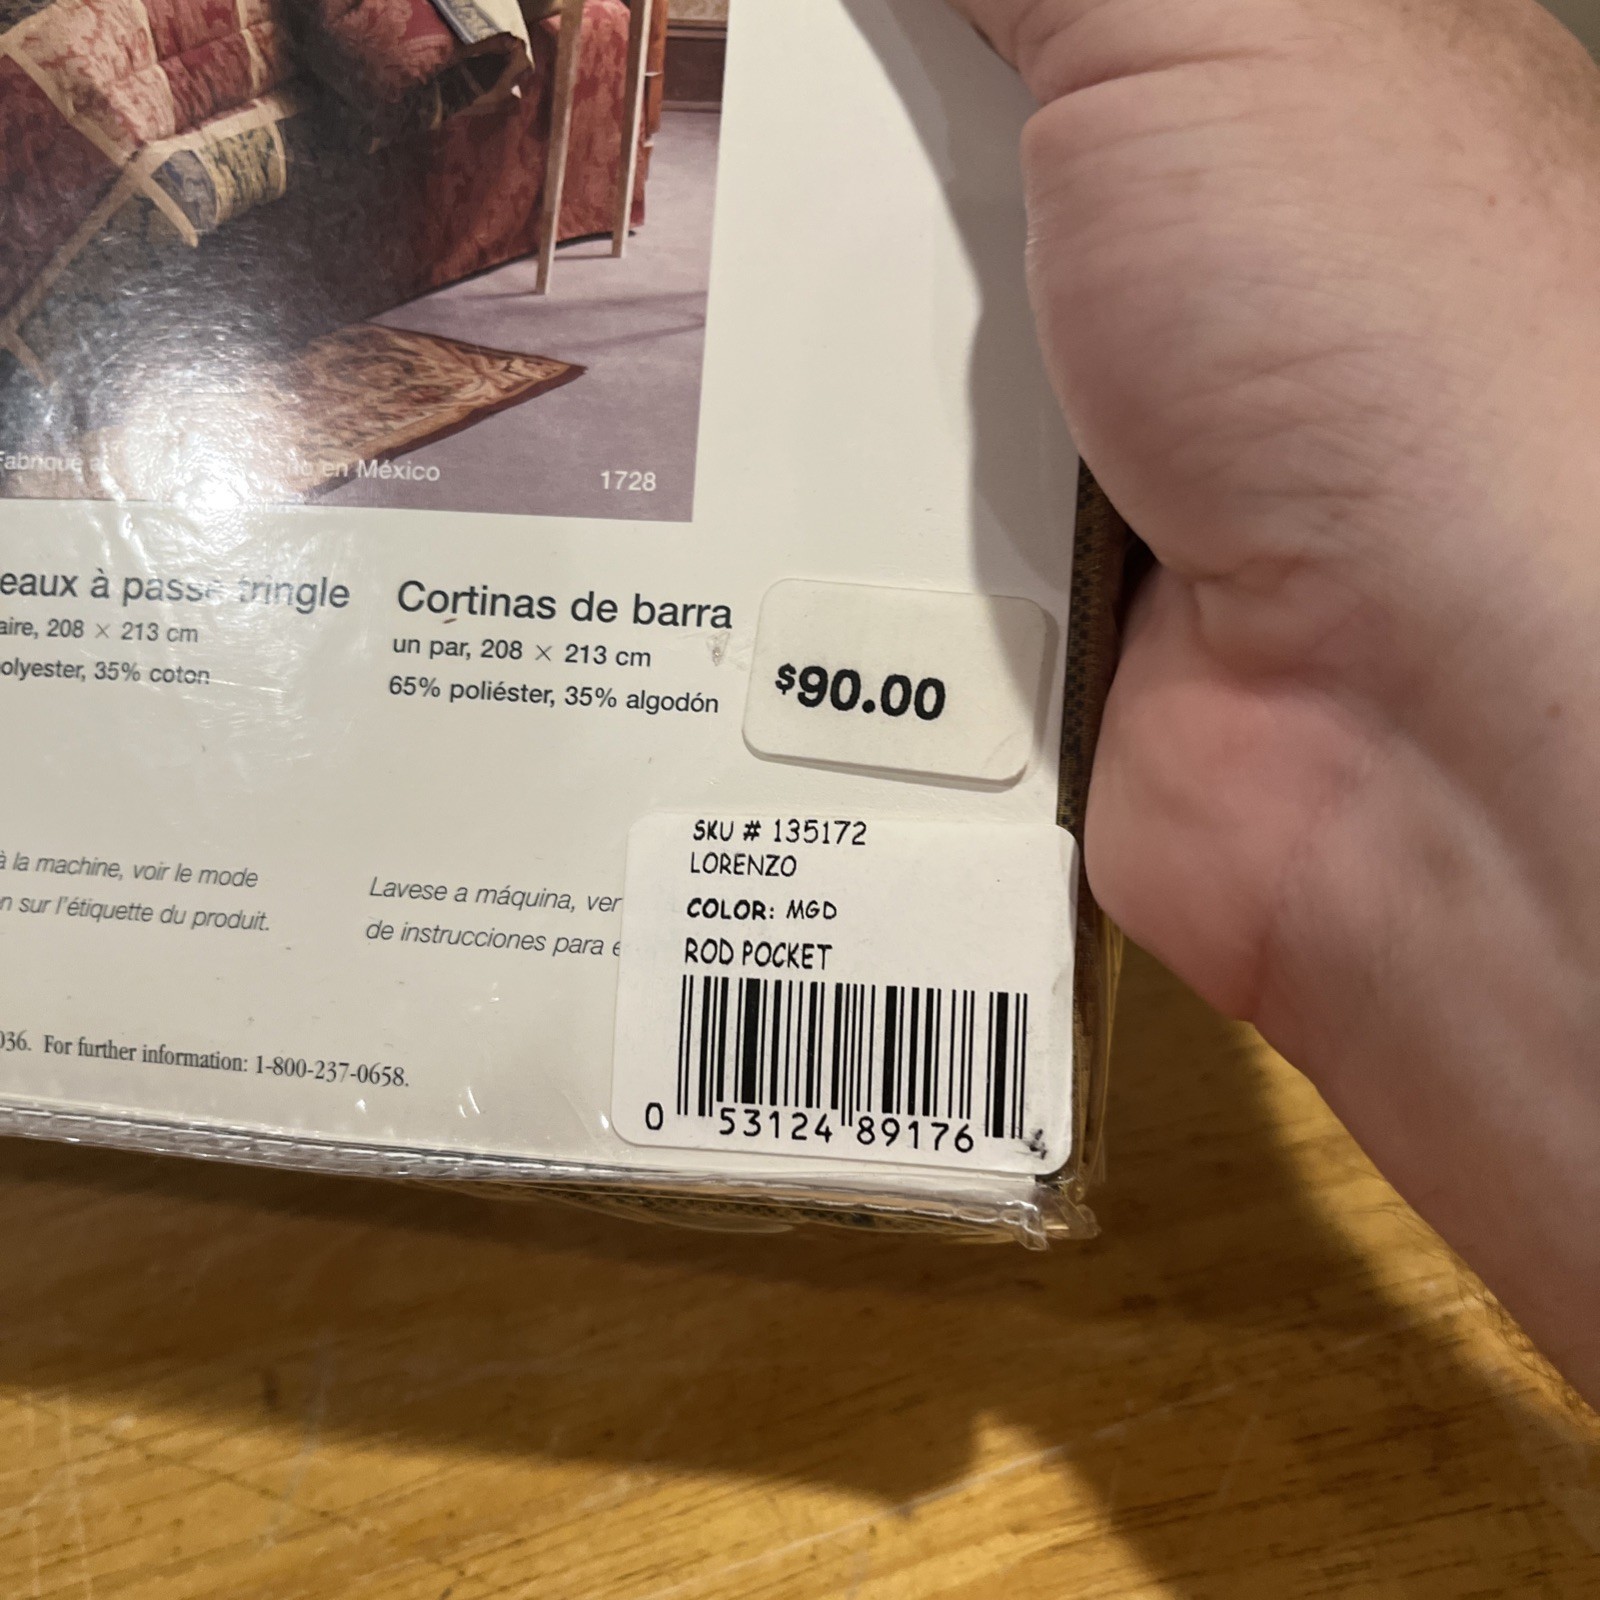 en México
1728
eaux à passe tringle
aire, 208 × 213 cm
olyester, 35% coton
Cortinas de barra
un par, 208 × 213 cm
65% poliéster, 35% algodón
$90.00
à la machine, voir le mode
n sur l'étiquette du produit.
Lavese a máquina, ver
de instrucciones para e
SKU # 135172
LORENZO
COLOR: MGD
ROD POCKET
0 53124 89176
036. For further information: 1-800-237-0658.